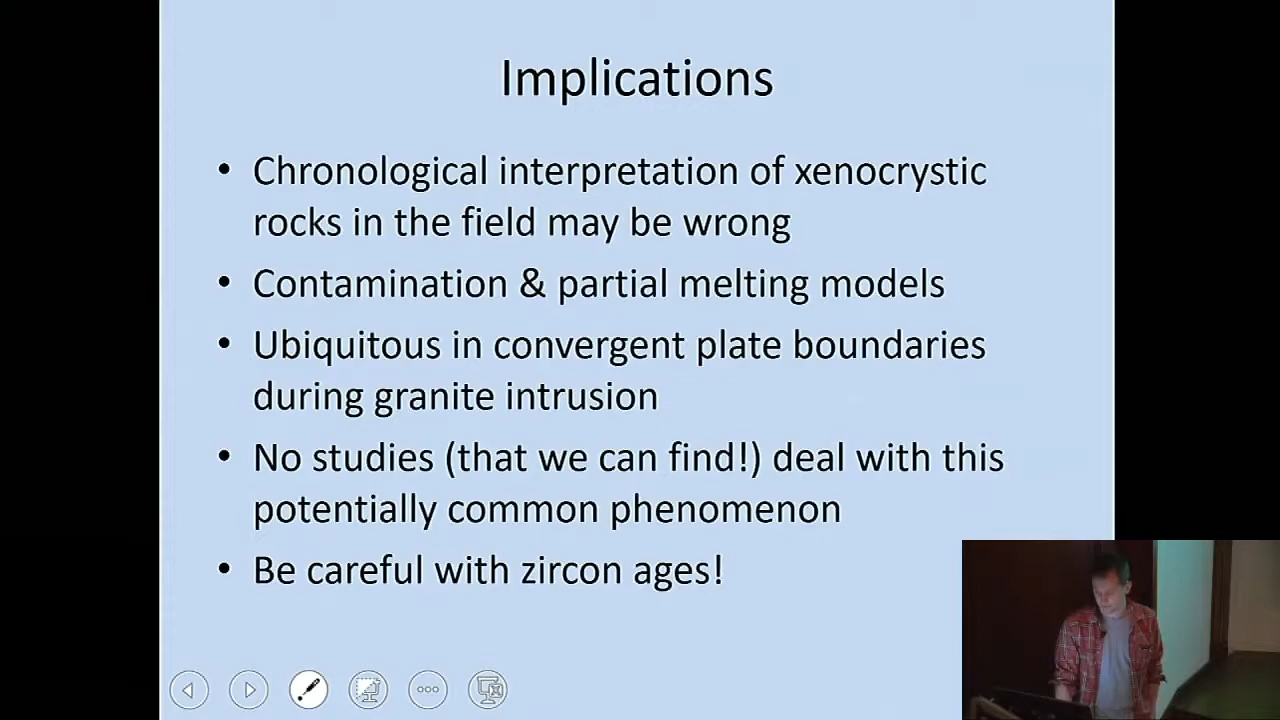 Implications
• Chronological interpretation of xenocrystic
rocks in the field may be wrong
• Contamination & partial melting models
• Ubiquitous in convergent plate boundaries
during granite intrusion
• No studies (that we can find!) deal with this
potentially common phenomenon
• Be careful with zircon ages!